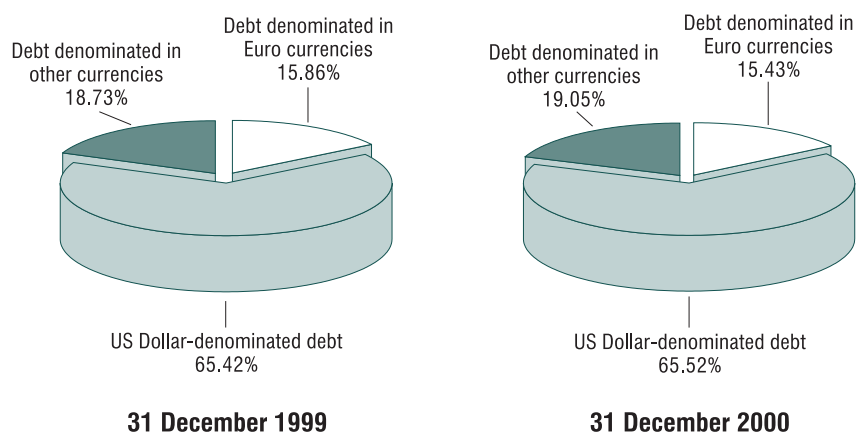 Debt denominated in
other currencies
18.73%
Debt denominated in
Euro currencies
15.86%
US Dollar-denominated debt
65.42%
31 December 1999
Debt denominated in
other currencies
19.05%
Debt denominated in
Euro currencies
15.43%
US Dollar-denominated debt
65.52%
31 December 2000